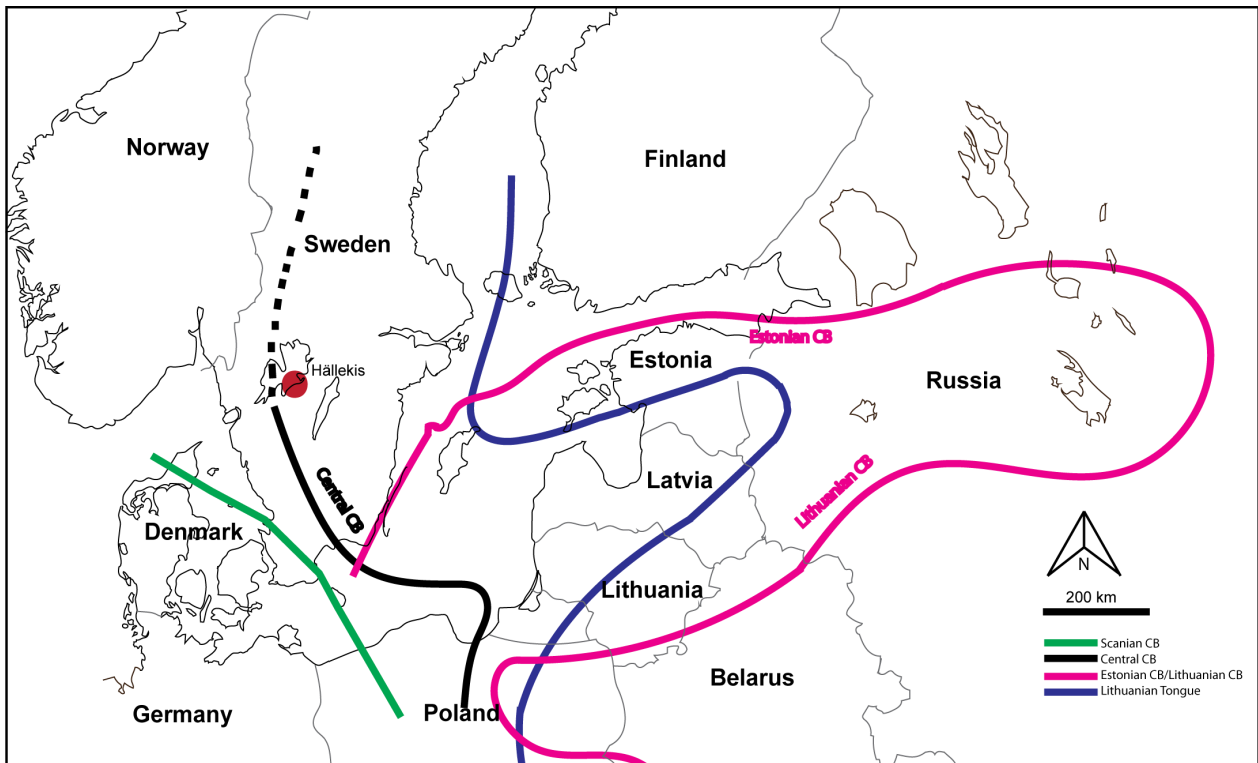 Norway
Finland
Sweden
Hällekis
Estonian CB
Estonia
Russia
Central CB
Latvia
Lithuanian CB
Denmark
Lithuania
N
200 km
Scanian CB
Central CB
Estonian CB/Lithuanian CB
Lithuanian Tongue
Belarus
Germany
Poland